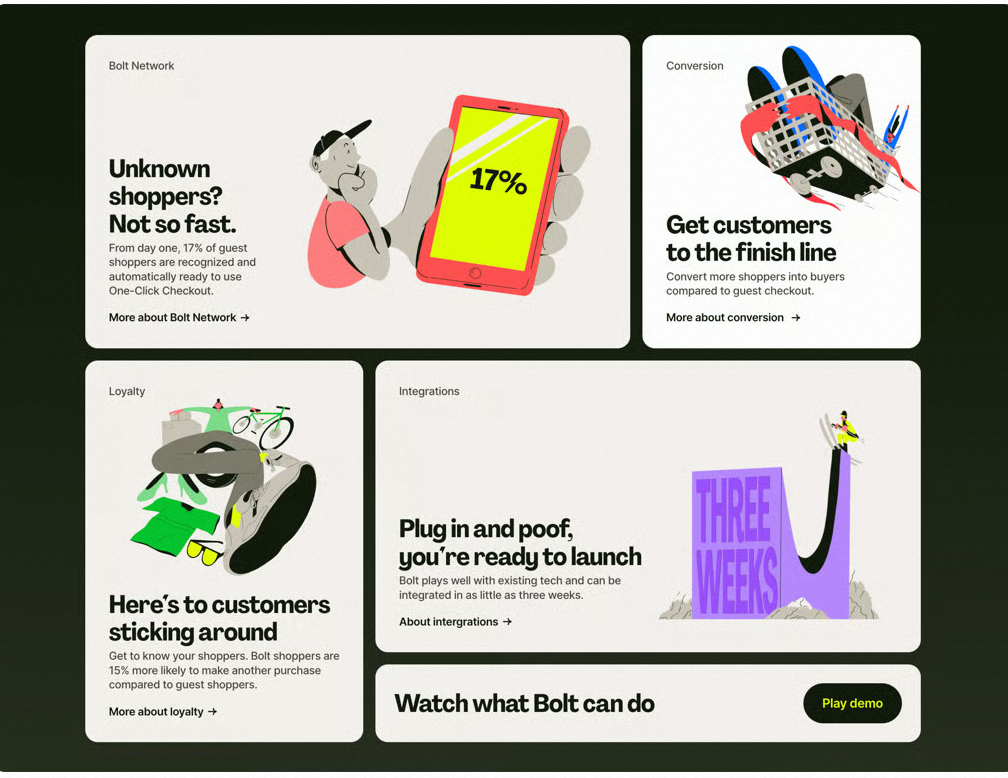 Bolt Network
Unknown
shoppers?
Not so fast.
From day one, 17% of guest
shoppers are recognized and
automatically ready to use
One-Click Checkout.
More about Bolt Network →
17%
Conversion
Get customers
to the finish line
Convert more shoppers into buyers
compared to guest checkout.
More about conversion →
Loyalty
Here's to customers
sticking around
Get to know your shoppers. Bolt shoppers are
15% more likely to make another purchase
compared to guest shoppers.
More about loyalty →
Integrations
Plug in and poof,
you're ready to launch
Bolt plays well with existing tech and can be
integrated in as little as three weeks.
About intergrations →
THREE
WEEKS
Watch what Bolt can do
Play demo